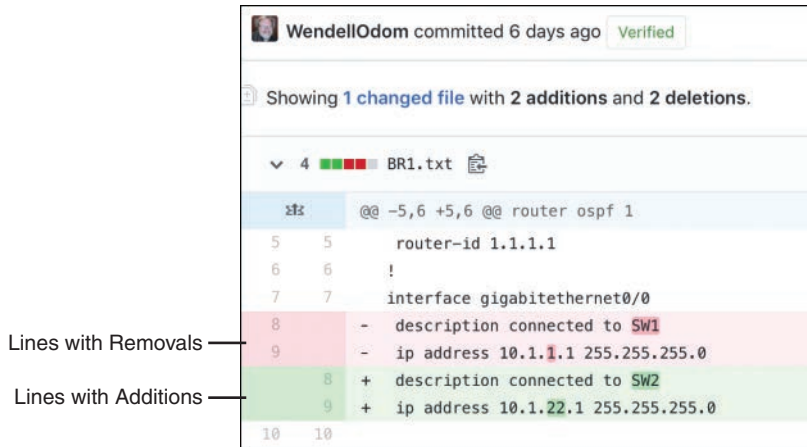 WendellOdom committed 6 days ago Verified
Showing 1 changed file with 2 additions and 2 deletions.
4 BR1.txt
@@ -5,6 +5,6 @@ router ospf 1
5 5 router-id 1.1.1.1
6 6 !
7 7 interface gigabitethernet0/0
Lines with Removals
8 - description connected to SW1
9 - ip address 10.1.1.1 255.255.255.0
Lines with Additions
8 + description connected to SW2
9 + ip address 10.1.22.1 255.255.255.0
10 10